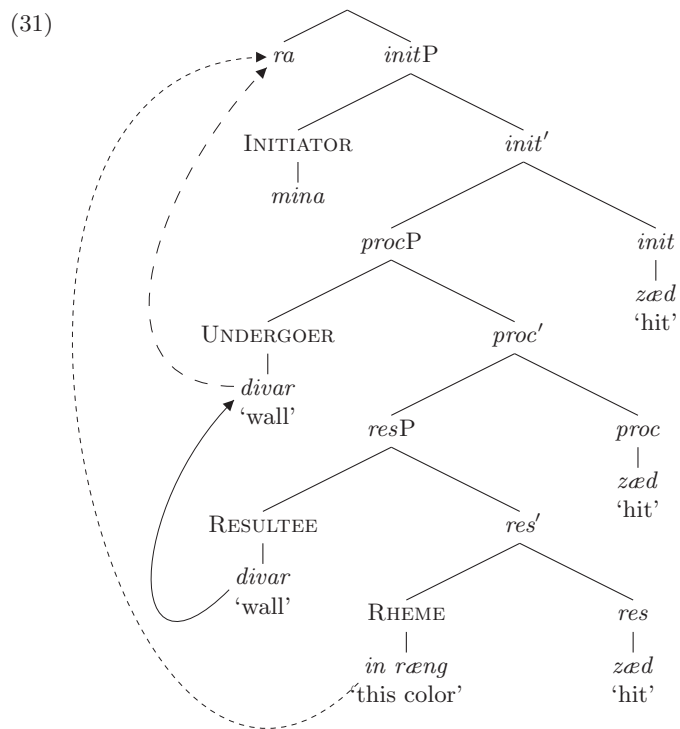 (31)
ra initP
INITIATOR init′
mina
procP init
zæd
‘hit’
UNDERGOER proc′
divar
‘wall’
resP proc
zæd
‘hit’
RESULTEE res′
divar
‘wall’
RHEME res
in ræng zæd
‘this color’ ‘hit’